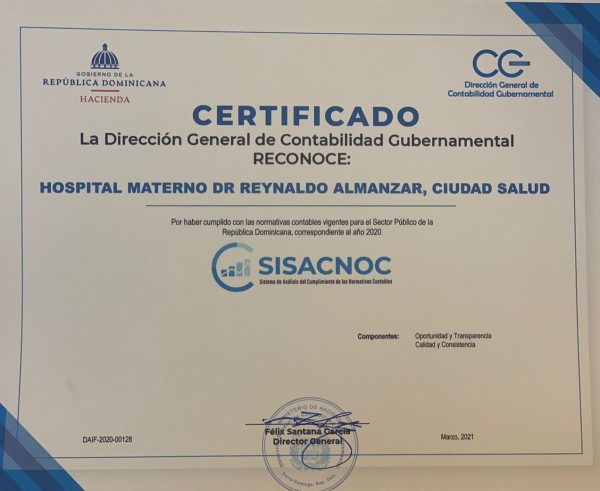 GOBIERNO DE LA
REPÚBLICA DOMINICANA
HACIENDA
CG
Dirección General de
Contabilidad Gubernamental
CERTIFICADO
La Dirección General de Contabilidad Gubernamental
RECONOCE:
HOSPITAL MATERNO DR REYNALDO ALMANZAR, CIUDAD SALUD
Por haber cumplido con las normativas contables vigentes para el Sector Público de la
República Dominicana, correspondiente al año 2020
SISACNOC
Sistema de Análisis del Cumplimiento de las Normativas Contables
Componentes: Oportunidad y Transparencia
Calidad y Consistencia
Félix Santana García
Director General
DAIF-2020-00128
Marzo, 2021